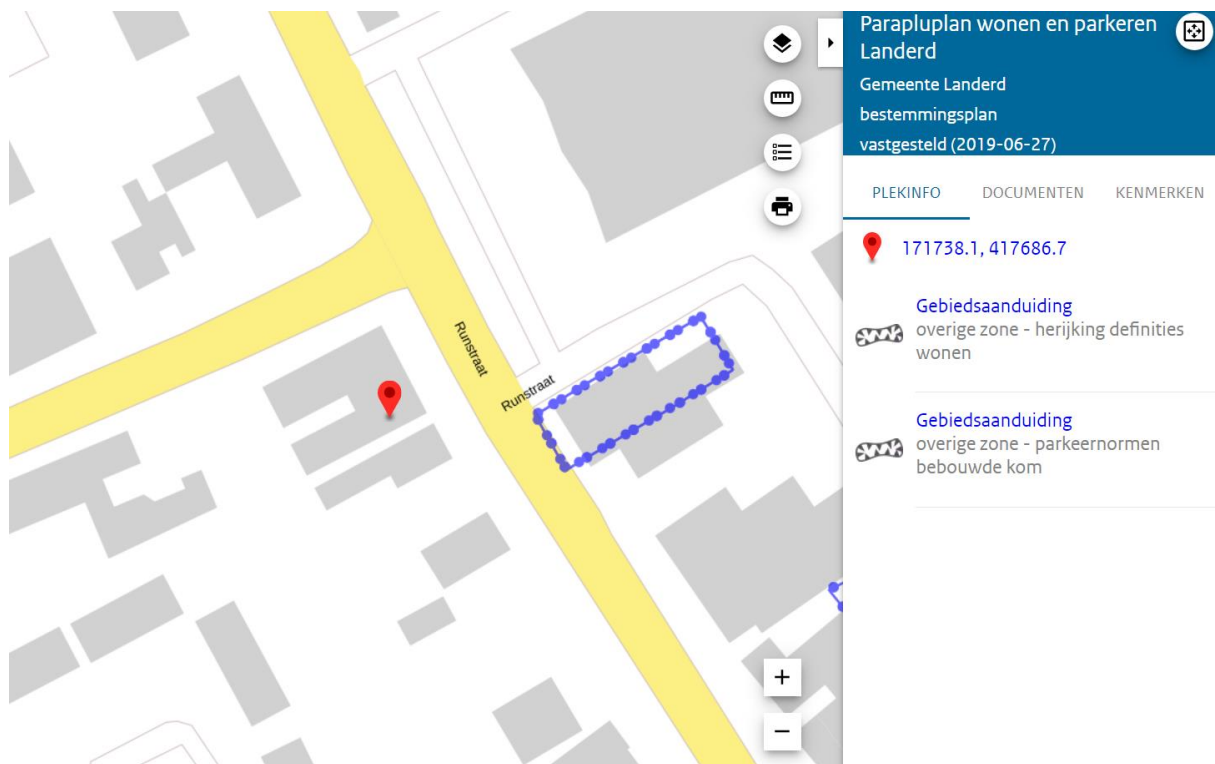 Runstraat
Runstraat
Parapluplan wonen en parkeren
Landerd
Gemeente Landerd
bestemmingsplan
vastgesteld (2019-06-27)
PLEKINFO DOCUMENTEN KENMERKEN
171738.1, 417686.7
Gebiedsaanduiding
overige zone - herijking definities
wonen
Gebiedsaanduiding
overige zone - parkeernormen
bebouwde kom
+
−